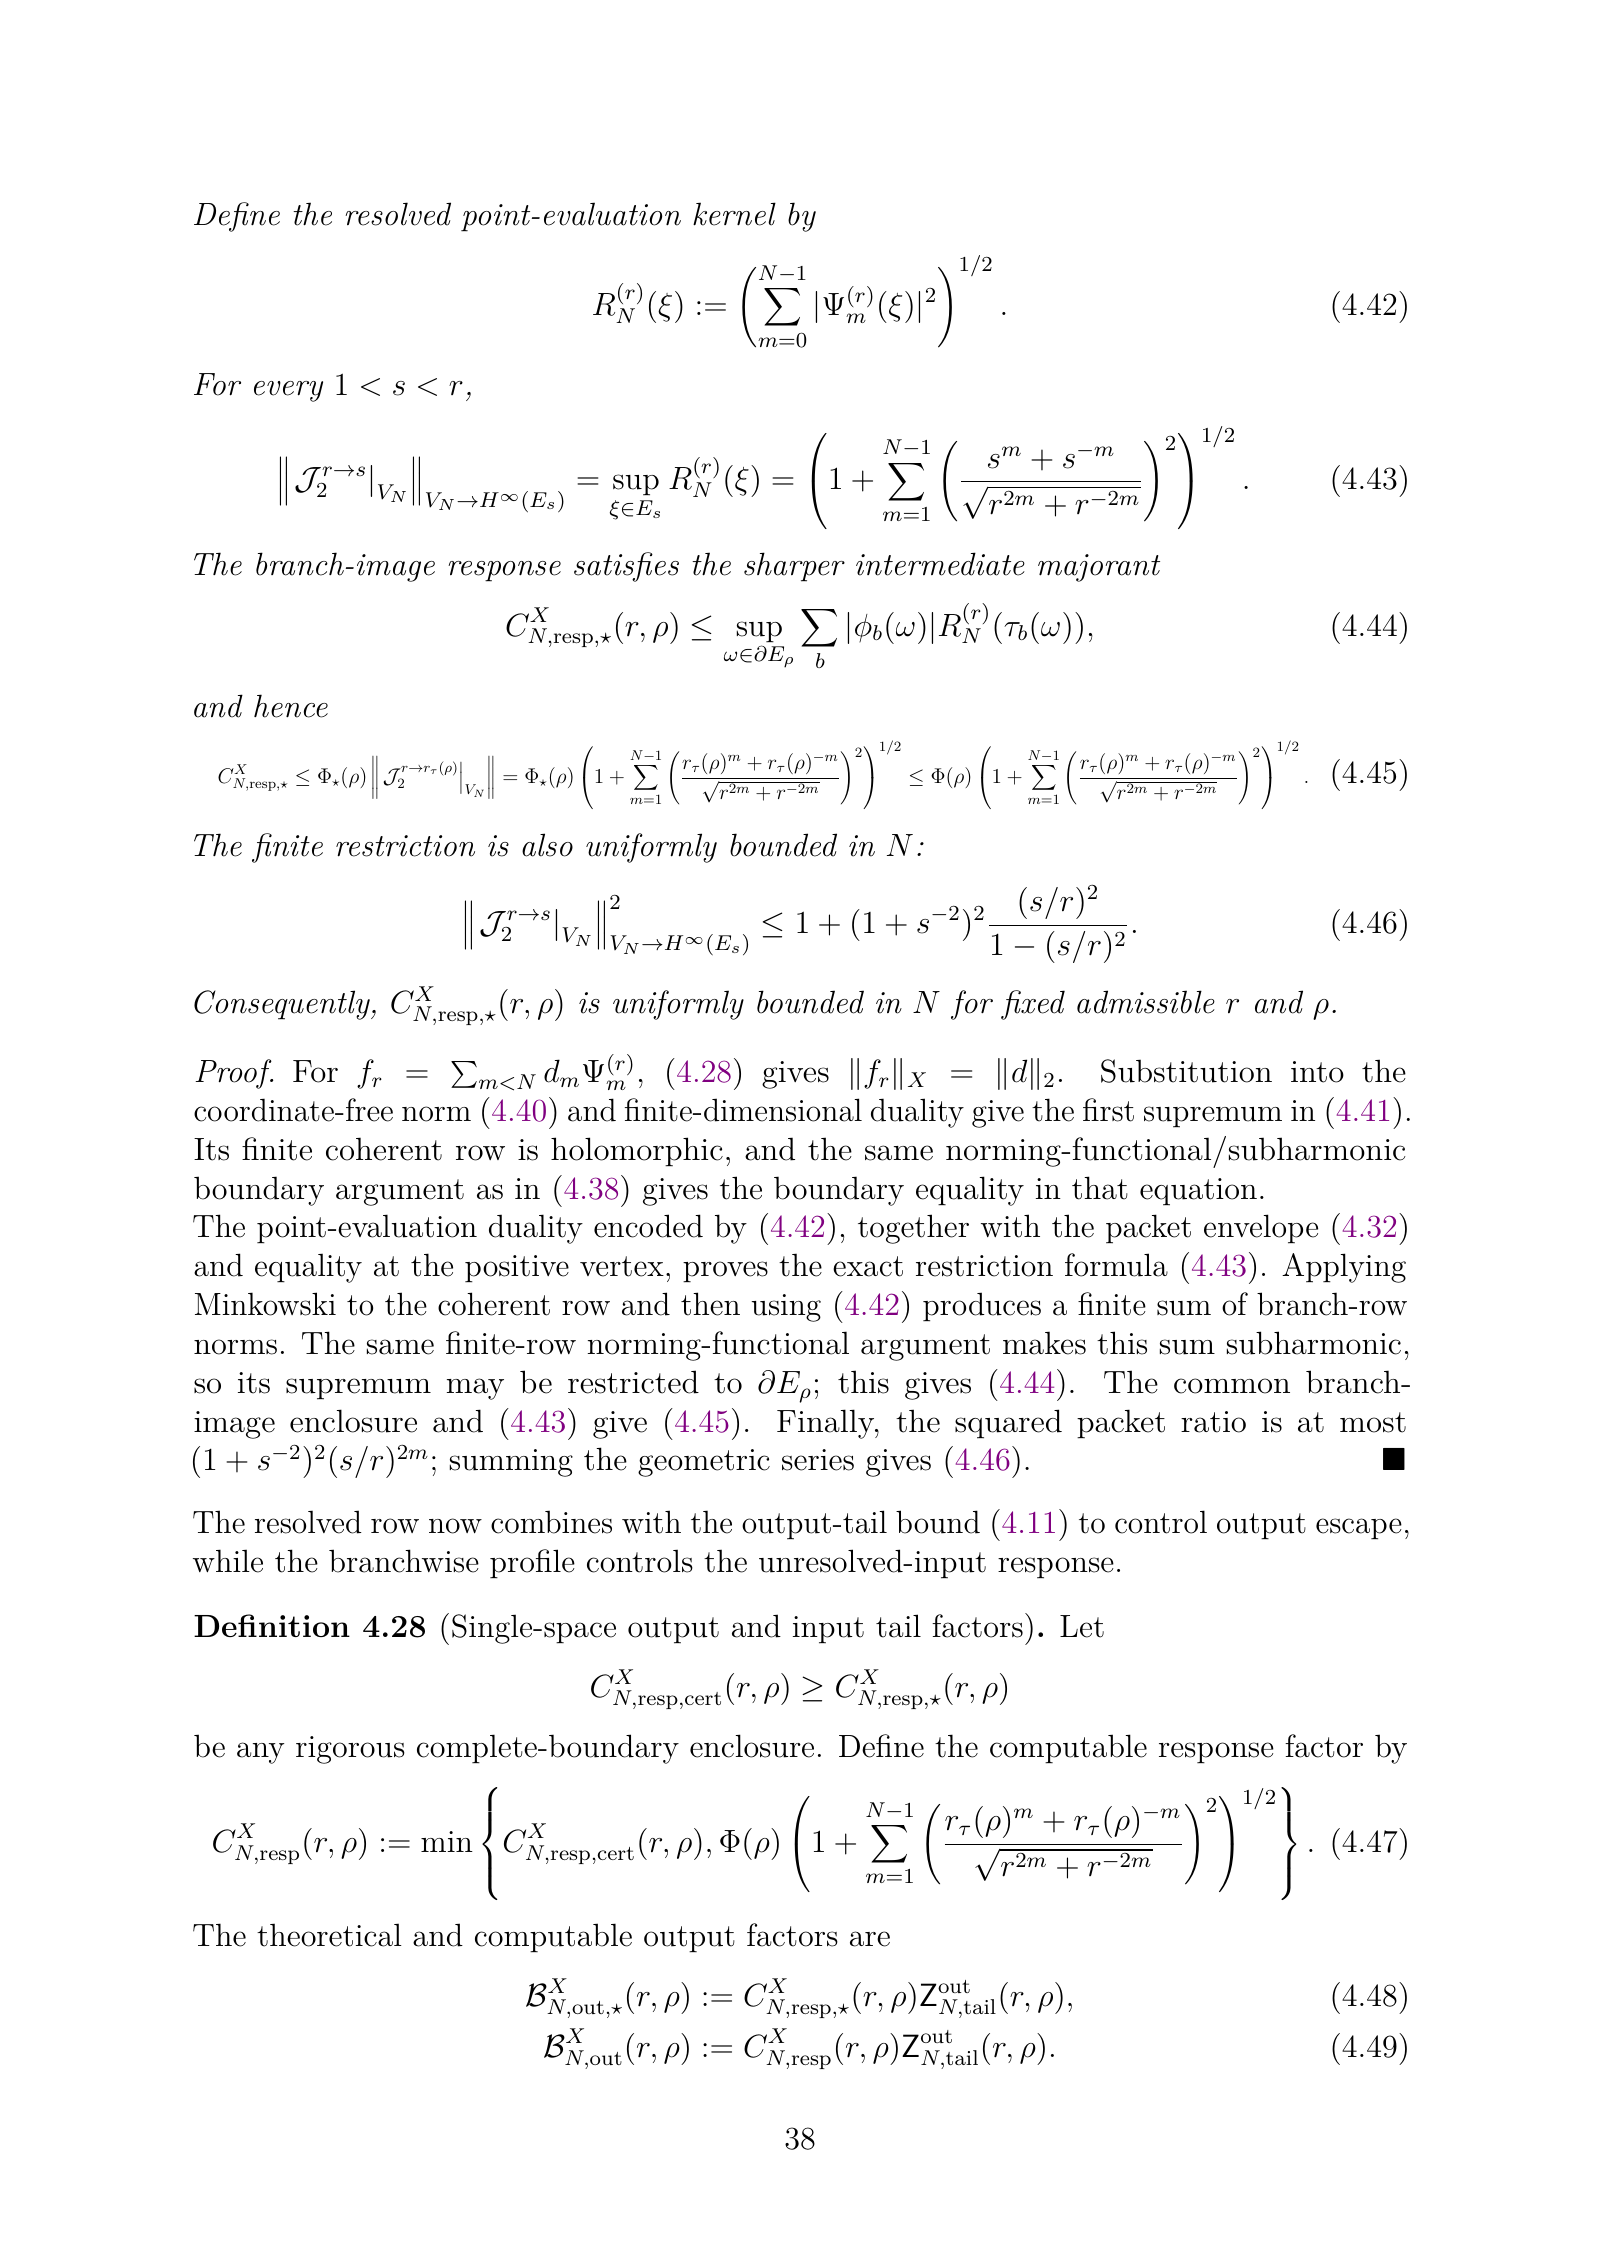 Define the resolved point-evaluation kernel by
$$R_N^{(r)}(\xi) := \left( \sum_{m=0}^{N-1} |\Psi_m^{(r)}(\xi)|^2 \right)^{1/2}. \quad (4.42)$$
For every $1 < s < r$,
$$\left\| \mathcal{J}_2^{r \to s}|_{V_N} \right\|_{V_N \to H^\infty(E_s)} = \sup_{\xi \in E_s} R_N^{(r)}(\xi) = \left( 1 + \sum_{m=1}^{N-1} \left( \frac{s^m + s^{-m}}{\sqrt{r^{2m} + r^{-2m}}} \right)^2 \right)^{1/2}. \quad (4.43)$$
The branch-image response satisfies the sharper intermediate majorant
$$C_{N,\mathrm{resp},\star}^X(r, \rho) \leq \sup_{\omega \in \partial E_\rho} \sum_b |\phi_b(\omega)| R_N^{(r)}(\tau_b(\omega)), \quad (4.44)$$
and hence
$$C_{N,\mathrm{resp},\star}^X \leq \Phi_\star(\rho) \left\| \mathcal{J}_2^{r \to r_\tau(\rho)}\Big|_{V_N} \right\| = \Phi_\star(\rho) \left( 1 + \sum_{m=1}^{N-1} \left( \frac{r_\tau(\rho)^m + r_\tau(\rho)^{-m}}{\sqrt{r^{2m} + r^{-2m}}} \right)^2 \right)^{1/2} \leq \Phi(\rho) \left( 1 + \sum_{m=1}^{N-1} \left( \frac{r_\tau(\rho)^m + r_\tau(\rho)^{-m}}{\sqrt{r^{2m} + r^{-2m}}} \right)^2 \right)^{1/2}. \quad (4.45)$$
The finite restriction is also uniformly bounded in $N$:
$$\left\| \mathcal{J}_2^{r \to s}|_{V_N} \right\|_{V_N \to H^\infty(E_s)}^2 \leq 1 + (1 + s^{-2})^2 \frac{(s/r)^2}{1 - (s/r)^2}. \quad (4.46)$$
Consequently, $C_{N,\mathrm{resp},\star}^X(r, \rho)$ is uniformly bounded in $N$ for fixed admissible $r$ and $\rho$.
Proof. For $f_r = \sum_{m<N} d_m \Psi_m^{(r)}$, (4.28) gives $\|f_r\|_X = \|d\|_2$. Substitution into the
coordinate-free norm (4.40) and finite-dimensional duality give the first supremum in (4.41).
Its finite coherent row is holomorphic, and the same norming-functional/subharmonic
boundary argument as in (4.38) gives the boundary equality in that equation.
The point-evaluation duality encoded by (4.42), together with the packet envelope (4.32)
and equality at the positive vertex, proves the exact restriction formula (4.43). Applying
Minkowski to the coherent row and then using (4.42) produces a finite sum of branch-row
norms. The same finite-row norming-functional argument makes this sum subharmonic,
so its supremum may be restricted to $\partial E_\rho$; this gives (4.44). The common branch-
image enclosure and (4.43) give (4.45). Finally, the squared packet ratio is at most
$(1 + s^{-2})^2(s/r)^{2m}$; summing the geometric series gives (4.46). ■
The resolved row now combines with the output-tail bound (4.11) to control output escape,
while the branchwise profile controls the unresolved-input response.
Definition 4.28 (Single-space output and input tail factors). Let
$$C_{N,\mathrm{resp},\mathrm{cert}}^X(r, \rho) \geq C_{N,\mathrm{resp},\star}^X(r, \rho)$$
be any rigorous complete-boundary enclosure. Define the computable response factor by
$$C_{N,\mathrm{resp}}^X(r, \rho) := \min \left\{ C_{N,\mathrm{resp},\mathrm{cert}}^X(r, \rho), \Phi(\rho) \left( 1 + \sum_{m=1}^{N-1} \left( \frac{r_\tau(\rho)^m + r_\tau(\rho)^{-m}}{\sqrt{r^{2m} + r^{-2m}}} \right)^2 \right)^{1/2} \right\}. \quad (4.47)$$
The theoretical and computable output factors are
$$\mathcal{B}_{N,\mathrm{out},\star}^X(r, \rho) := C_{N,\mathrm{resp},\star}^X(r, \rho) \mathsf{Z}_{N,\mathrm{tail}}^{\mathrm{out}}(r, \rho), \quad (4.48)$$
$$\mathcal{B}_{N,\mathrm{out}}^X(r, \rho) := C_{N,\mathrm{resp}}^X(r, \rho) \mathsf{Z}_{N,\mathrm{tail}}^{\mathrm{out}}(r, \rho). \quad (4.49)$$
38